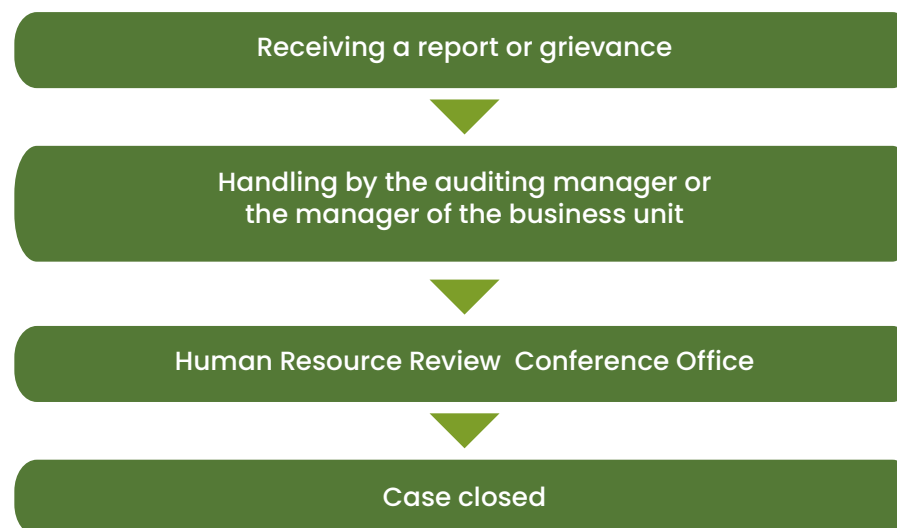 Receiving a report or grievance
Handling by the auditing manager or
the manager of the business unit
Human Resource Review  Conference Office
Case closed